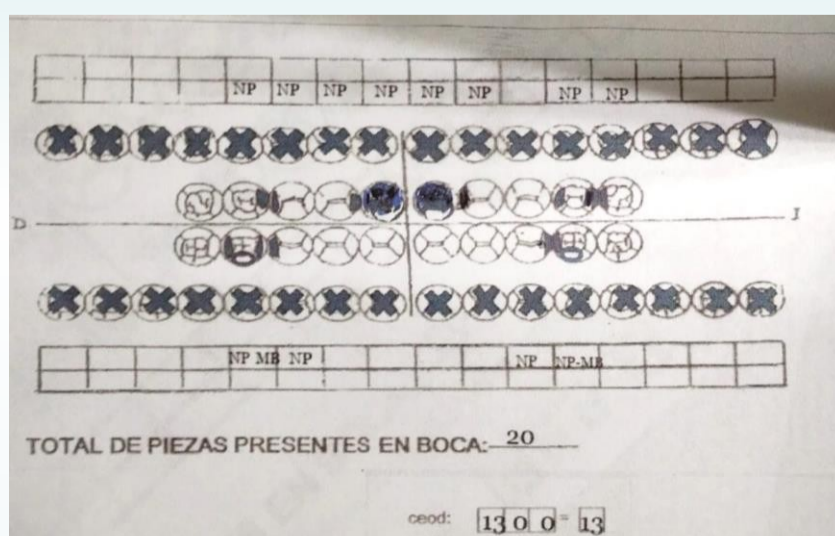 NP NP NP NP NP NP NP NP
D I
NP MB NP NP NP-MB
TOTAL DE PIEZAS PRESENTES EN BOCA: 20
ceod: 13 0 0 = 13